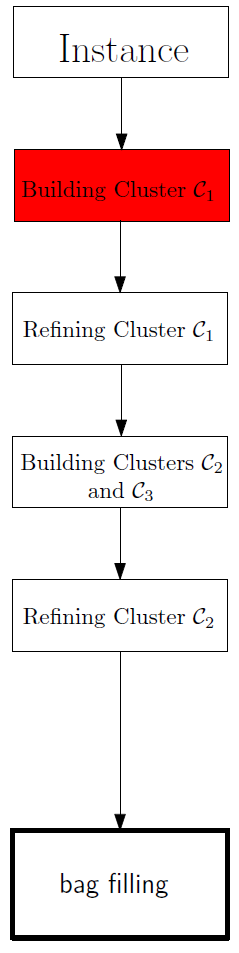 Instance
Building Cluster 𝒞₁
Refining Cluster 𝒞₁
Building Clusters 𝒞₂
and 𝒞₃
Refining Cluster 𝒞₂
bag filling